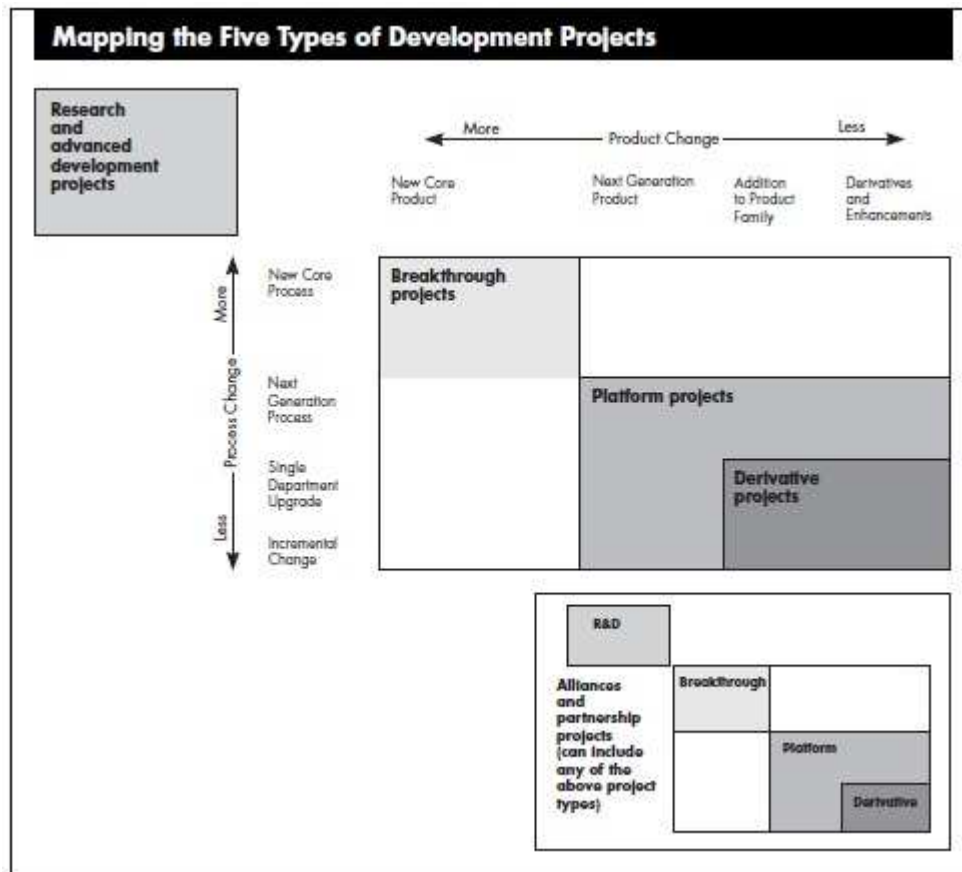 Mapping the Five Types of Development Projects
Research
and
advanced
development
projects
More
Product Change
Less
New Core
Product
Next Generation
Product
Addition
to Product
Family
Derivatives
and
Enhancements
More
Process Change
Less
New Core
Process
Next
Generation
Process
Single
Department
Upgrade
Incremental
Change
Breakthrough
projects
Platform projects
Derivative
projects
R&D
Alliances
and
partnership
projects
(can include
any of the
above project
types)
Breakthrough
Platform
Derivative